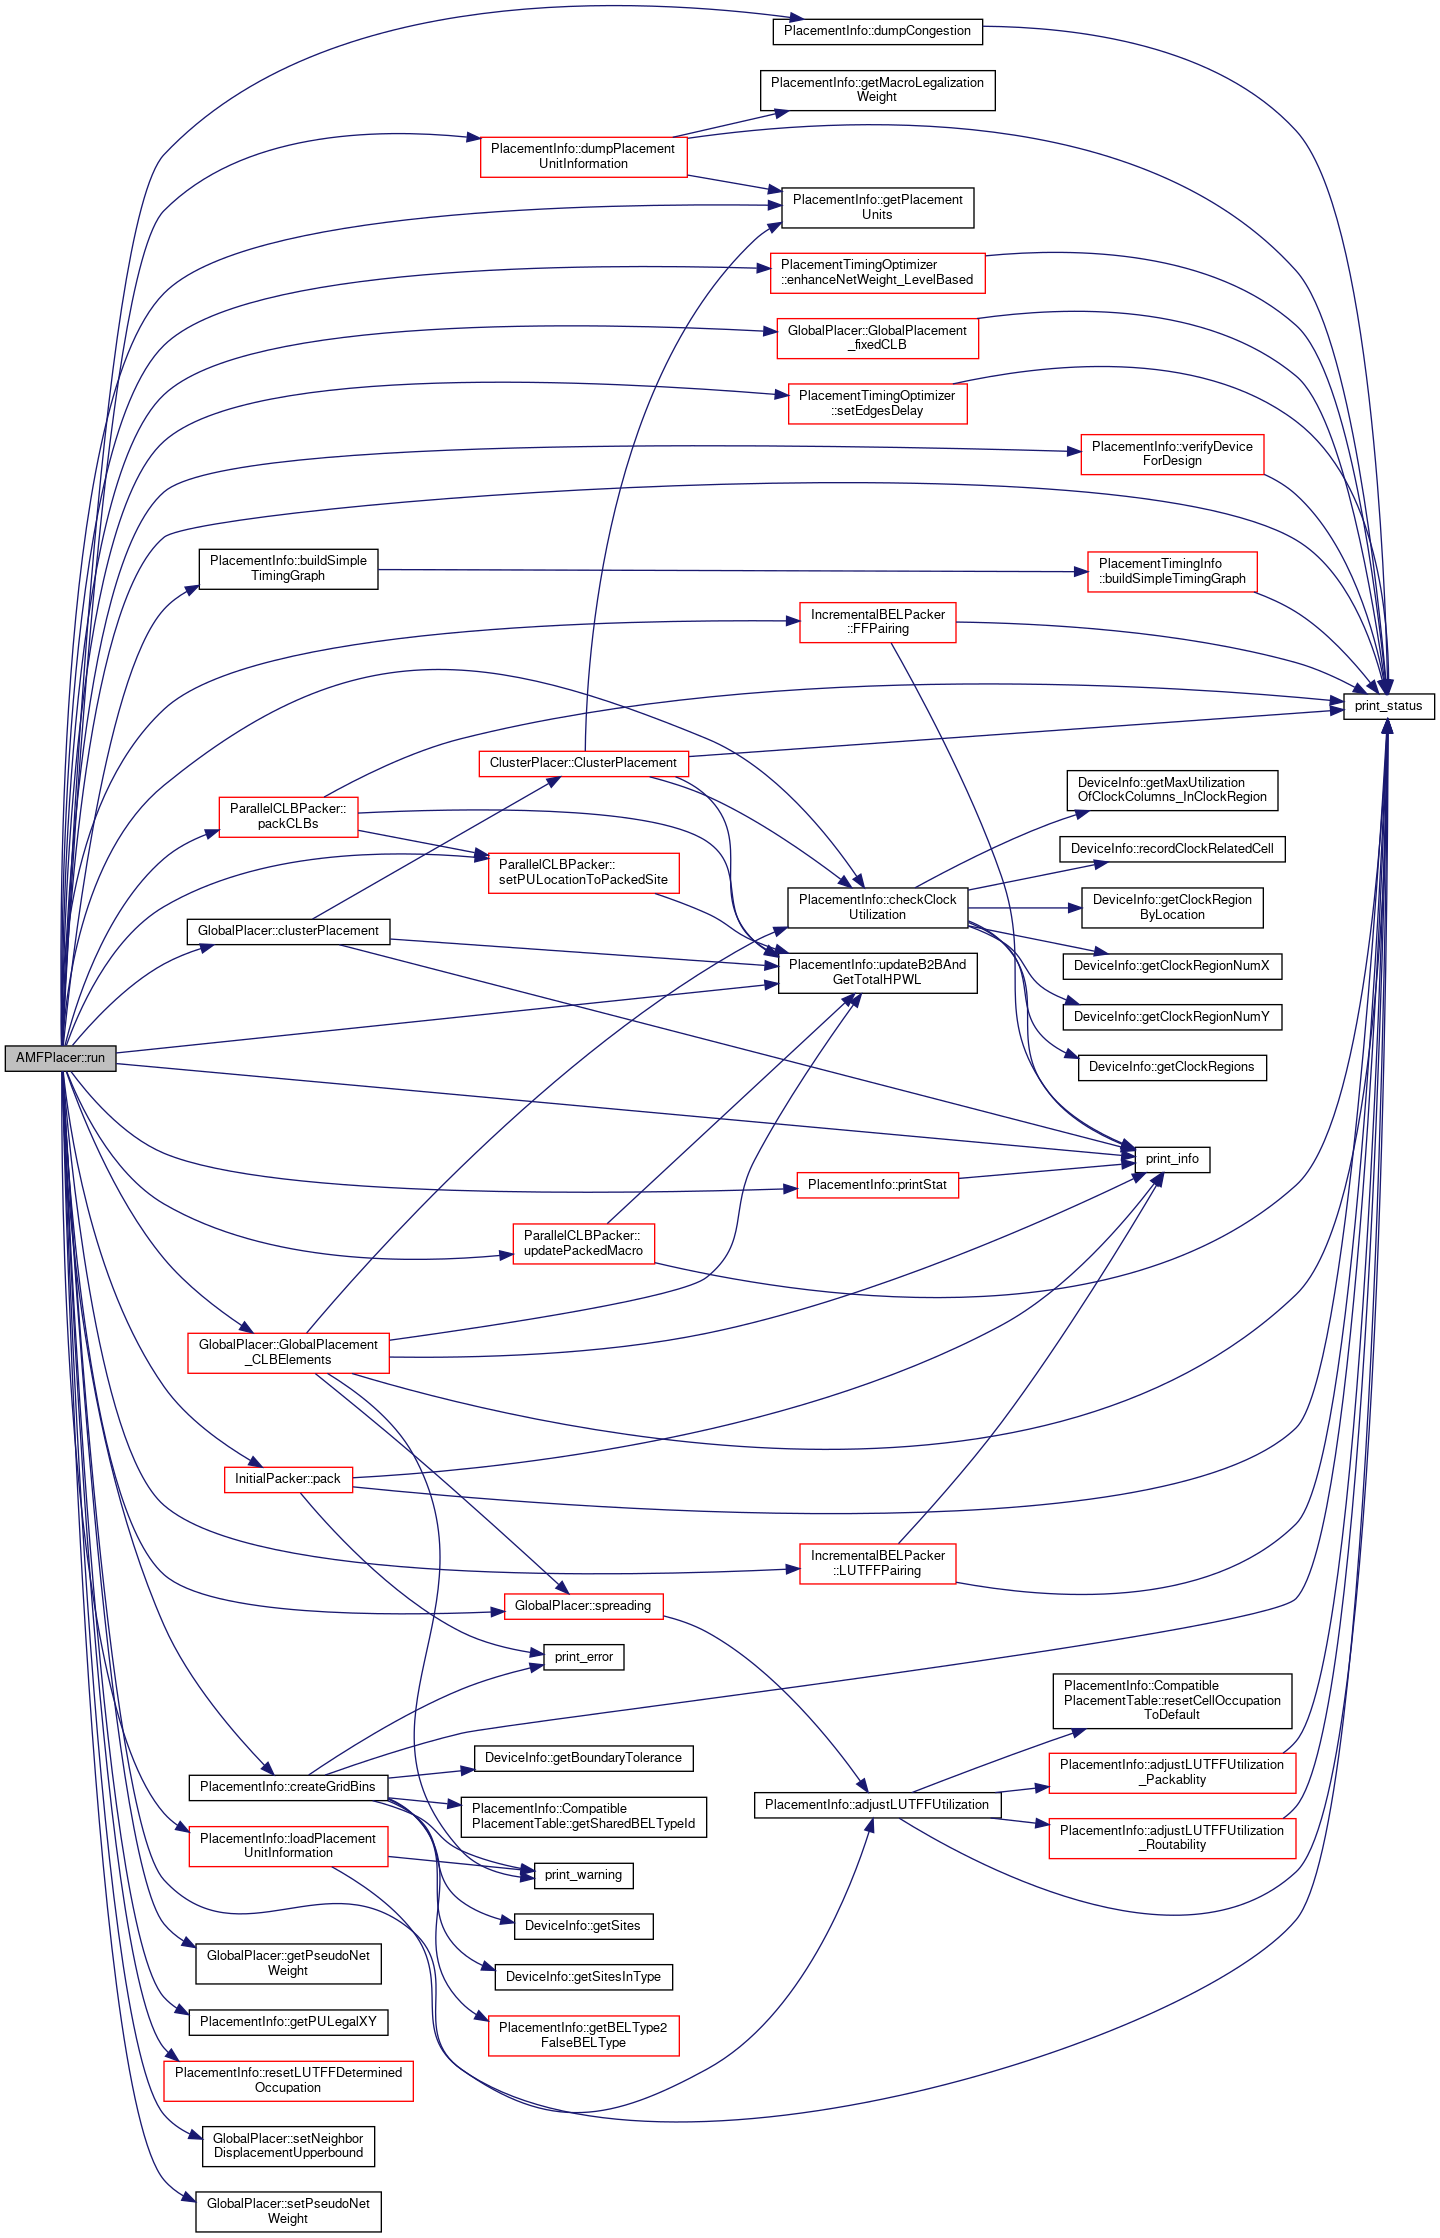 PlacementInfo::dumpCongestion
PlacementInfo::getMacroLegalization
Weight
PlacementInfo::dumpPlacement
UnitInformation
PlacementInfo::getPlacement
Units
PlacementTimingOptimizer
::enhanceNetWeight_LevelBased
GlobalPlacer::GlobalPlacement
_fixedCLB
PlacementTimingOptimizer
::setEdgesDelay
PlacementInfo::verifyDevice
ForDesign
PlacementInfo::buildSimple
TimingGraph
PlacementTimingInfo
::buildSimpleTimingGraph
IncrementalBELPacker
::FFPairing
print_status
ClusterPlacer::ClusterPlacement
ParallelCLBPacker::
packCLBs
DeviceInfo::getMaxUtilization
OfClockColumns_InClockRegion
DeviceInfo::recordClockRelatedCell
ParallelCLBPacker::
setPULocationToPackedSite
PlacementInfo::checkClock
Utilization
DeviceInfo::getClockRegion
ByLocation
GlobalPlacer::clusterPlacement
DeviceInfo::getClockRegionNumX
PlacementInfo::updateB2BAnd
GetTotalHPWL
DeviceInfo::getClockRegionNumY
AMFPlacer::run
DeviceInfo::getClockRegions
print_info
PlacementInfo::printStat
ParallelCLBPacker::
updatePackedMacro
GlobalPlacer::GlobalPlacement
_CLBElements
InitialPacker::pack
IncrementalBELPacker
::LUTFFPairing
GlobalPlacer::spreading
print_error
PlacementInfo::Compatible
PlacementTable::resetCellOccupation
ToDefault
DeviceInfo::getBoundaryTolerance
PlacementInfo::createGridBins
PlacementInfo::adjustLUTFFUtilization
_Packablity
PlacementInfo::Compatible
PlacementTable::getSharedBELTypeId
PlacementInfo::adjustLUTFFUtilization
PlacementInfo::adjustLUTFFUtilization
_Routability
PlacementInfo::loadPlacement
UnitInformation
print_warning
DeviceInfo::getSites
GlobalPlacer::getPseudoNet
Weight
DeviceInfo::getSitesInType
PlacementInfo::getPULegalXY
PlacementInfo::getBELType2
FalseBELType
PlacementInfo::resetLUTFFDetermined
Occupation
GlobalPlacer::setNeighbor
DisplacementUpperbound
GlobalPlacer::setPseudoNet
Weight